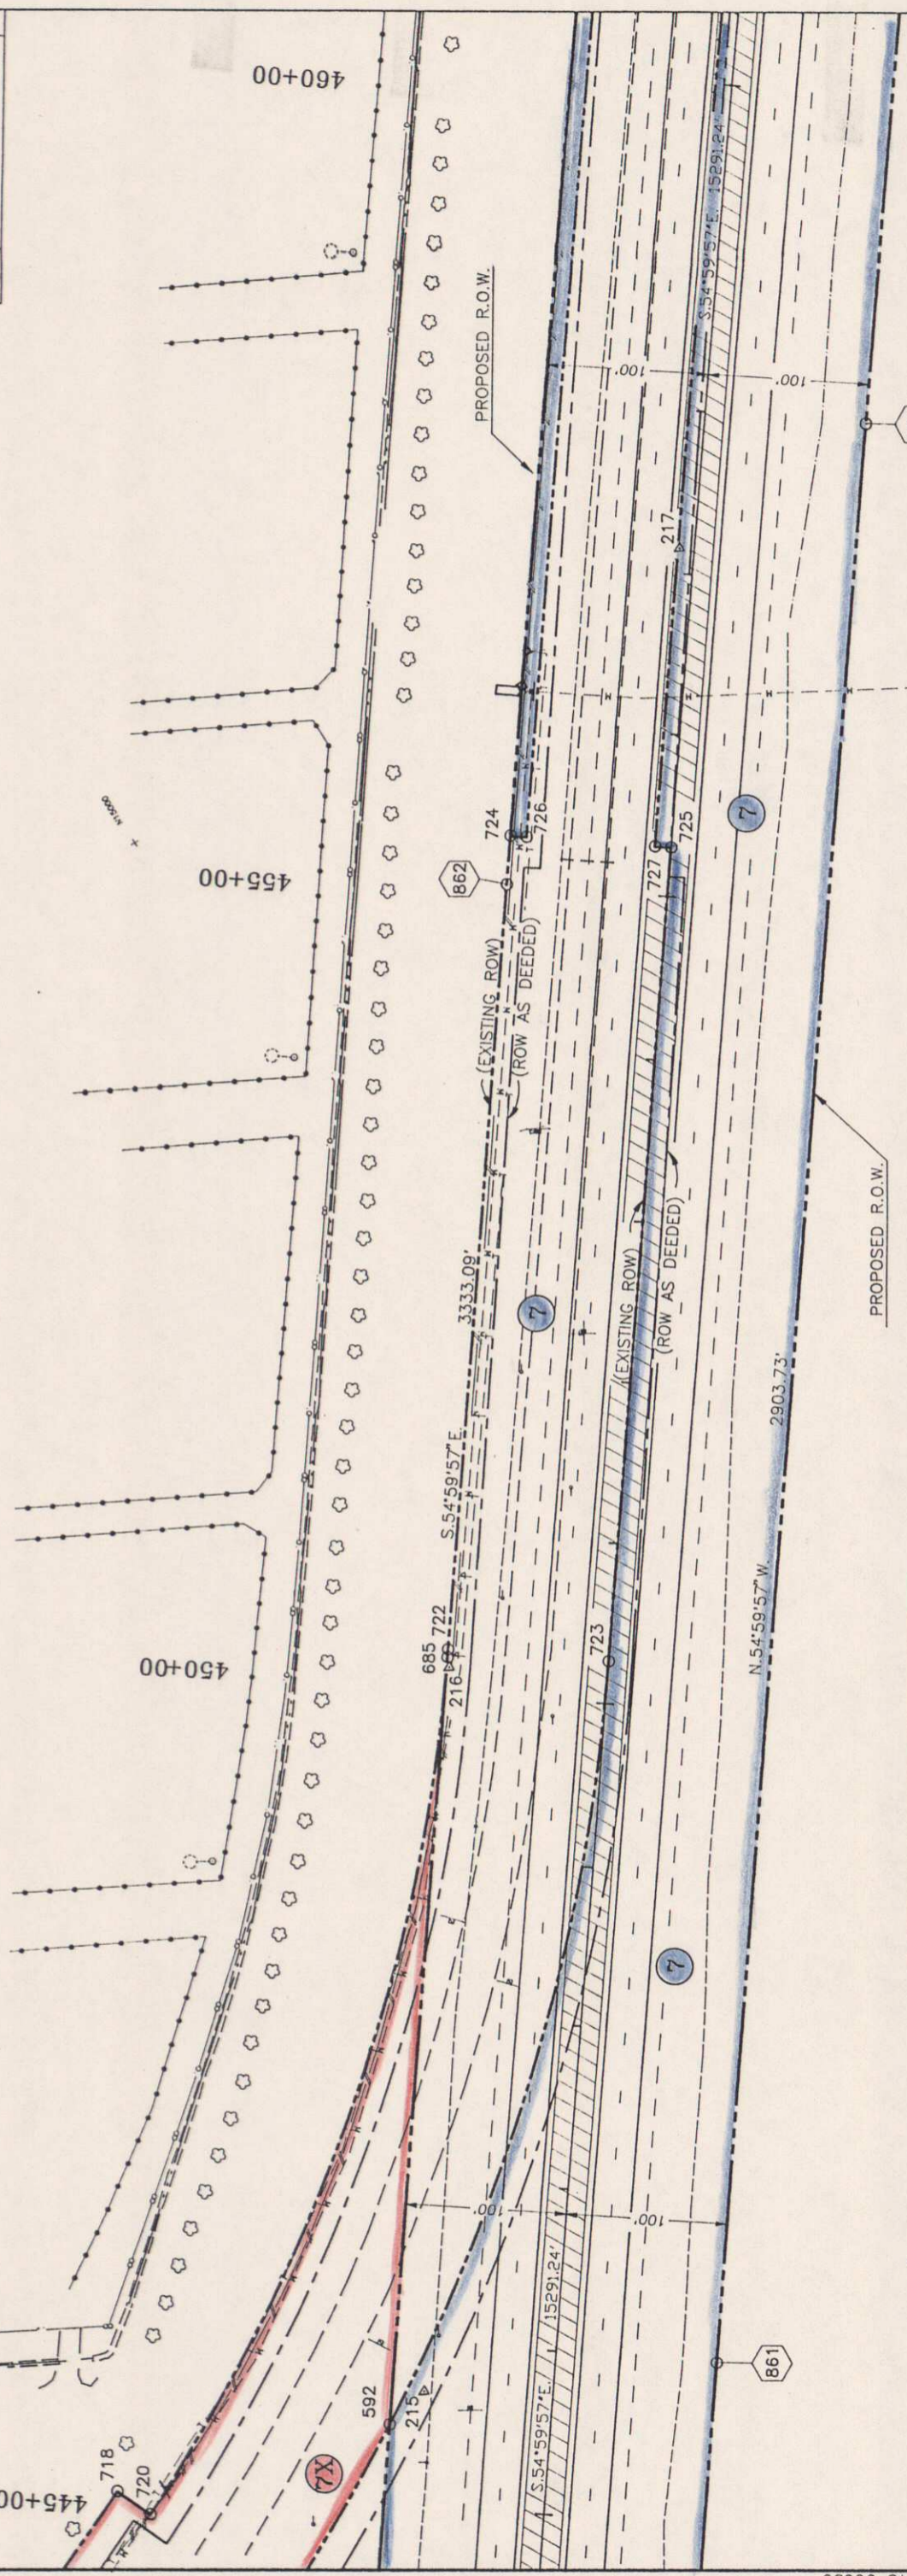 460+00
PROPOSED R.O.W.
S.54°59'57"E. 15291.24'
100'
100'
217
724
726
862
727
725
7
455+00
(EXISTING ROW)
(ROW AS DEEDED)
PROPOSED R.O.W.
3333.09'
7
(EXISTING ROW)
(ROW AS DEEDED)
S.54°59'57"E.
2903.73'
450+00
685
722
216
723
N.54°59'57"W.
7
100'
100'
592
215
S.54°59'57"E. 15291.24'
861
7X
718
720
445+00